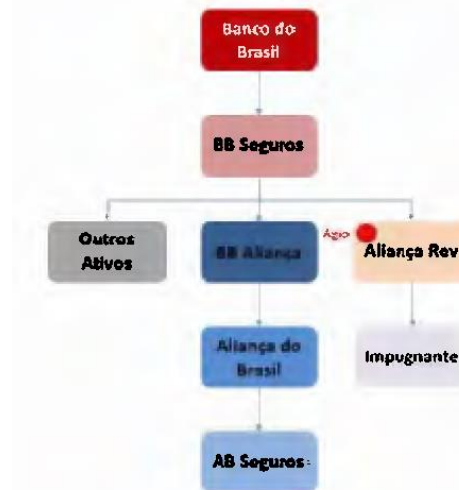 Banco do
Brasil
BB Seguros
Outros
Ativos
BB Aliança
Ágio
Aliança Rev
Aliança do
Brasil
Impugnante
AB Seguros